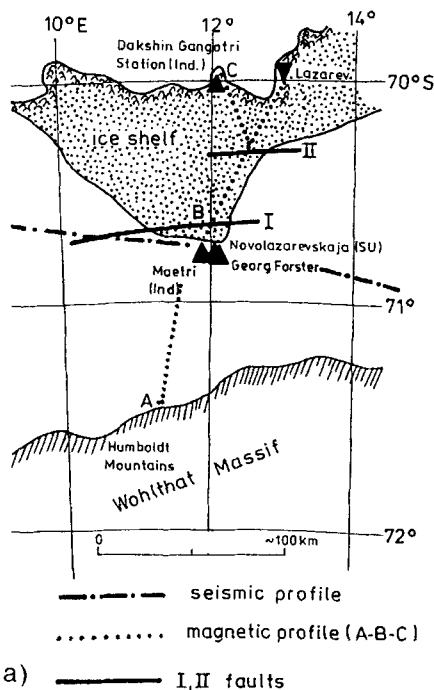 10°E 12° 14°
Dakshin Gangotri
Station (Ind.) C
Lazarev.
70°S
ice shelf
II
B I
Novolazarevskaja (SU)
Georg Forster
Maetri
(Ind)
71°
A
Humboldt
Mountains
Wohlthat Massif
72°
0 ~100km
seismic profile
magnetic profile (A-B-C)
a) I, II faults